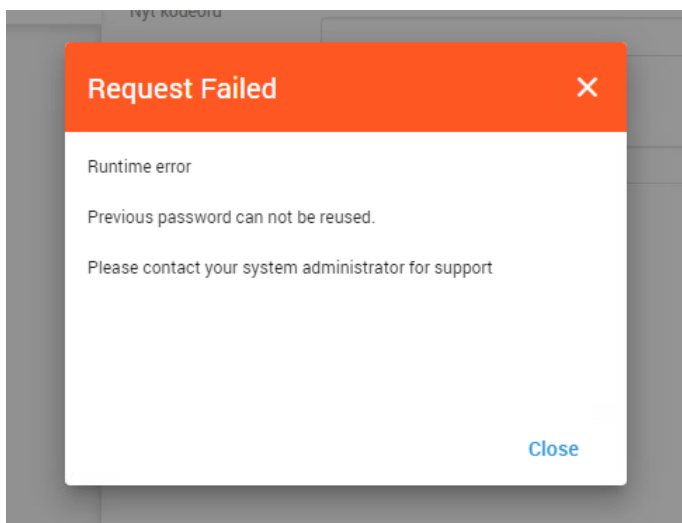 Nyt kodeord
Request Failed
Runtime error
Previous password can not be reused.
Please contact your system administrator for support
Close